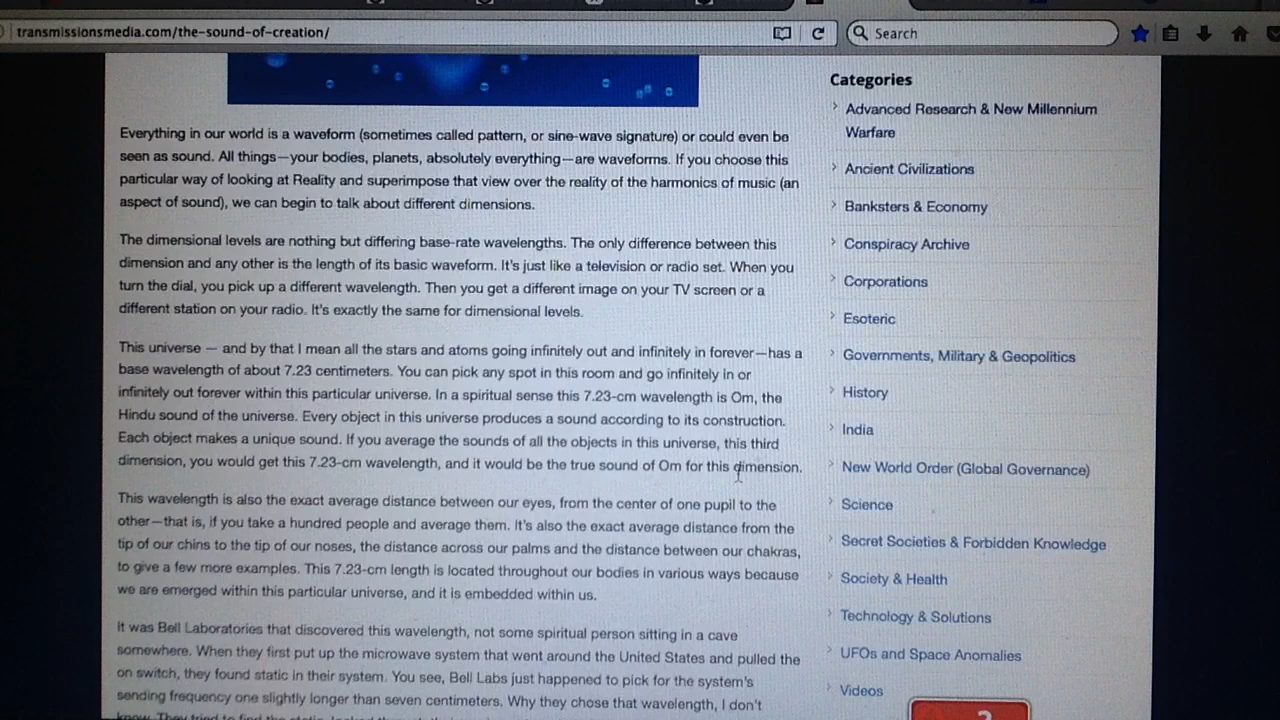 transmissionsmedia.com/the-sound-of-creation/
Search
Everything in our world is a waveform (sometimes called pattern, or sine-wave signature) or could even be
seen as sound. All things—your bodies, planets, absolutely everything—are waveforms. If you choose this
particular way of looking at Reality and superimpose that view over the reality of the harmonics of music (an
aspect of sound), we can begin to talk about different dimensions.
The dimensional levels are nothing but differing base-rate wavelengths. The only difference between this
dimension and any other is the length of its basic waveform. It's just like a television or radio set. When you
turn the dial, you pick up a different wavelength. Then you get a different image on your TV screen or a
different station on your radio. It's exactly the same for dimensional levels.
This universe — and by that I mean all the stars and atoms going infinitely out and infinitely in forever—has a
base wavelength of about 7.23 centimeters. You can pick any spot in this room and go infinitely in or
infinitely out forever within this particular universe. In a spiritual sense this 7.23-cm wavelength is Om, the
Hindu sound of the universe. Every object in this universe produces a sound according to its construction.
Each object makes a unique sound. If you average the sounds of all the objects in this universe, this third
dimension, you would get this 7.23-cm wavelength, and it would be the true sound of Om for this dimension.
This wavelength is also the exact average distance between our eyes, from the center of one pupil to the
other—that is, if you take a hundred people and average them. It's also the exact average distance from the
tip of our chins to the tip of our noses, the distance across our palms and the distance between our chakras,
to give a few more examples. This 7.23-cm length is located throughout our bodies in various ways because
we are emerged within this particular universe, and it is embedded within us.
It was Bell Laboratories that discovered this wavelength, not some spiritual person sitting in a cave
somewhere. When they first put up the microwave system that went around the United States and pulled the
on switch, they found static in their system. You see, Bell Labs just happened to pick for the system's
sending frequency one slightly longer than seven centimeters. Why they chose that wavelength, I don't
know. They tried to find the static
Categories
Advanced Research & New Millennium
Warfare
Ancient Civilizations
Banksters & Economy
Conspiracy Archive
Corporations
Esoteric
Governments, Military & Geopolitics
History
India
New World Order (Global Governance)
Science
Secret Societies & Forbidden Knowledge
Society & Health
Technology & Solutions
UFOs and Space Anomalies
Videos